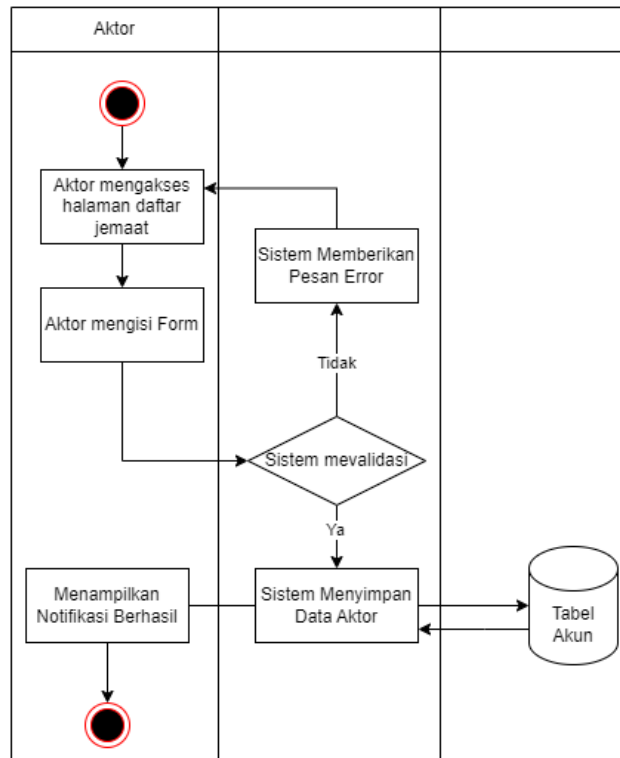 Aktor
Aktor mengakses
halaman daftar
jemaat
Sistem Memberikan
Pesan Error
Aktor mengisi Form
Tidak
Sistem mevalidasi
Ya
Menampilkan
Notifikasi Berhasil
Sistem Menyimpan
Data Aktor
Tabel
Akun